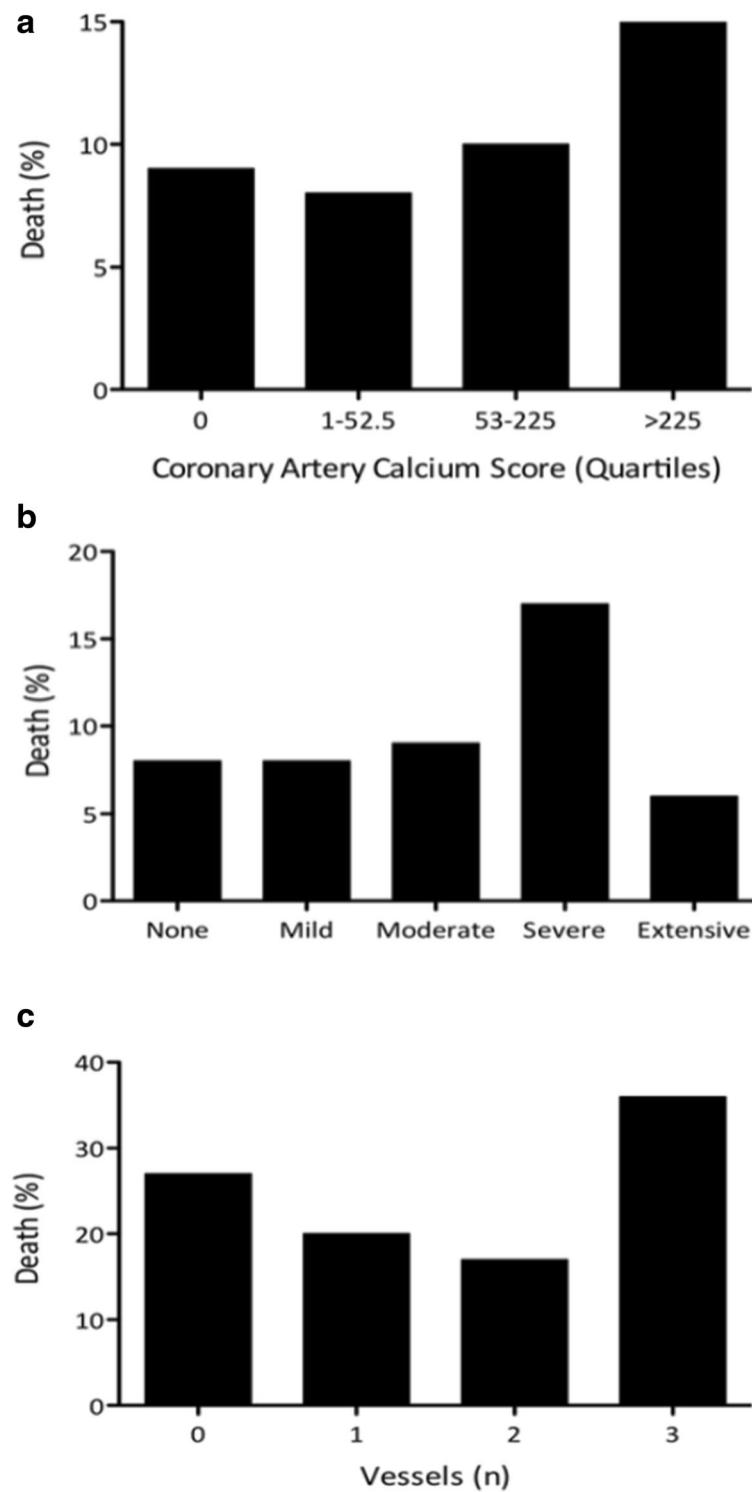 a
15
10
5
0
Death (%)
0 1-52.5 53-225 >225
Coronary Artery Calcium Score (Quartiles)
b
20
15
10
5
0
Death (%)
None Mild Moderate Severe Extensive
c
40
30
20
10
0
Death (%)
0 1 2 3
Vessels (n)